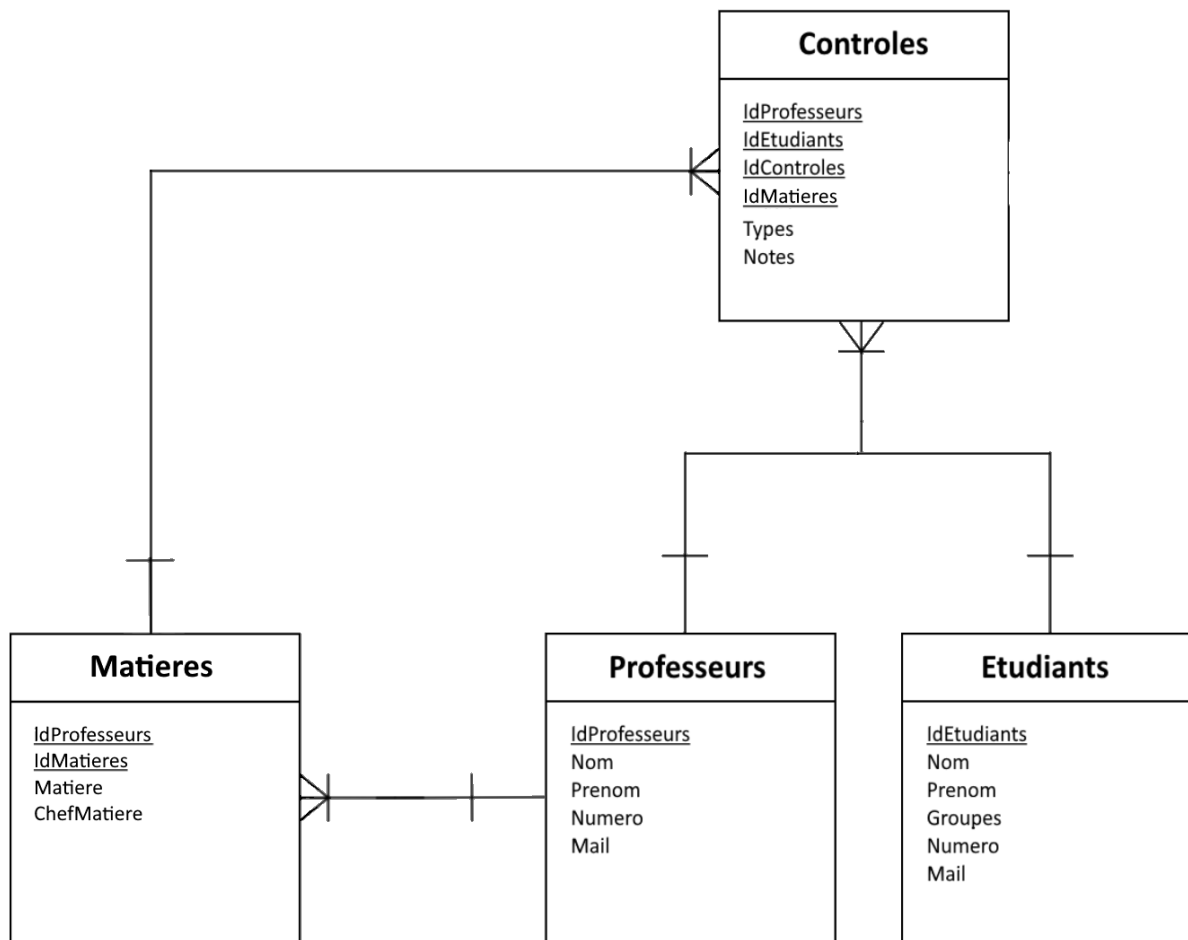 Controles
IdProfesseurs
IdEtudiants
IdControles
IdMatieres
Types
Notes
Matieres
IdProfesseurs
IdMatieres
Matiere
ChefMatiere
Professeurs
IdProfesseurs
Nom
Prenom
Numero
Mail
Etudiants
IdEtudiants
Nom
Prenom
Groupes
Numero
Mail